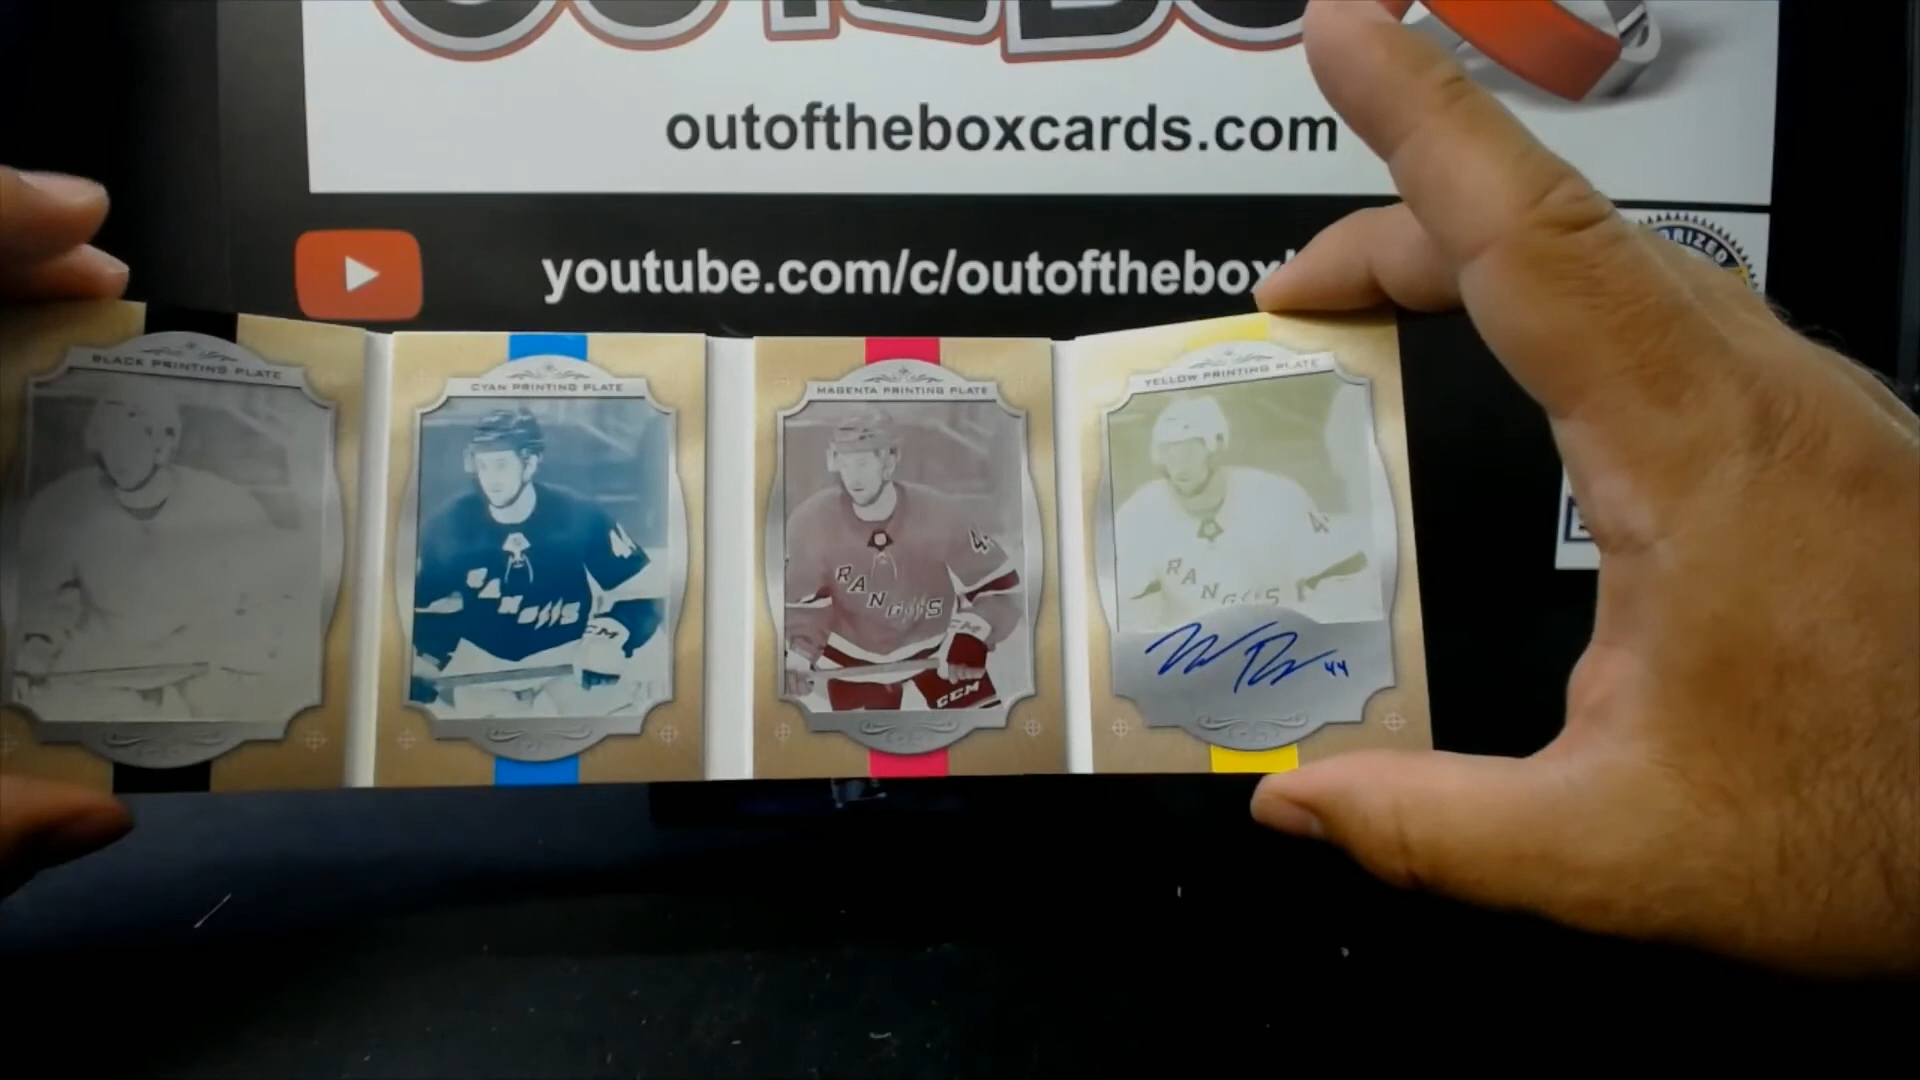 outoftheboxcards.com
youtube.com/c/outofthebox
BLACK PRINTING PLATE
CYAN PRINTING PLATE
MAGENTA PRINTING PLATE
YELLOW PRINTING PLATE
RANGERS
CCM
44